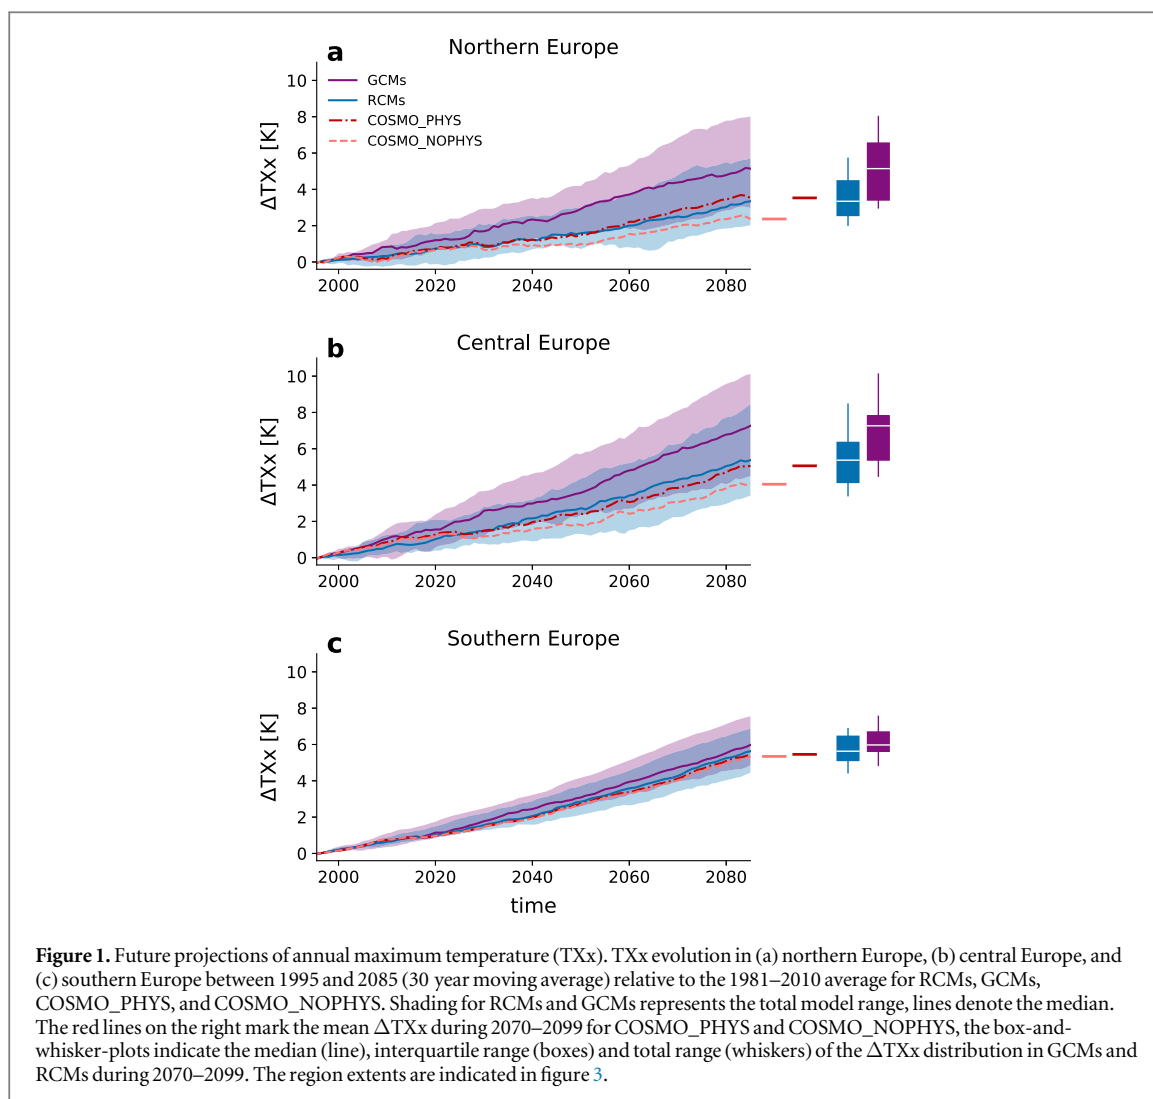 a
Northern Europe
ΔTXx [K]
10
8
6
4
2
0
GCMs
RCMs
COSMO_PHYS
COSMO_NOPHYS
2000 2020 2040 2060 2080
b
Central Europe
ΔTXx [K]
10
8
6
4
2
0
2000 2020 2040 2060 2080
c
Southern Europe
ΔTXx [K]
10
8
6
4
2
0
2000 2020 2040 2060 2080
time
Figure 1. Future projections of annual maximum temperature (TXx). TXx evolution in (a) northern Europe, (b) central Europe, and
(c) southern Europe between 1995 and 2085 (30 year moving average) relative to the 1981–2010 average for RCMs, GCMs,
COSMO_PHYS, and COSMO_NOPHYS. Shading for RCMs and GCMs represents the total model range, lines denote the median.
The red lines on the right mark the mean ΔTXx during 2070–2099 for COSMO_PHYS and COSMO_NOPHYS, the box-and-
whisker-plots indicate the median (line), interquartile range (boxes) and total range (whiskers) of the ΔTXx distribution in GCMs and
RCMs during 2070–2099. The region extents are indicated in figure 3.